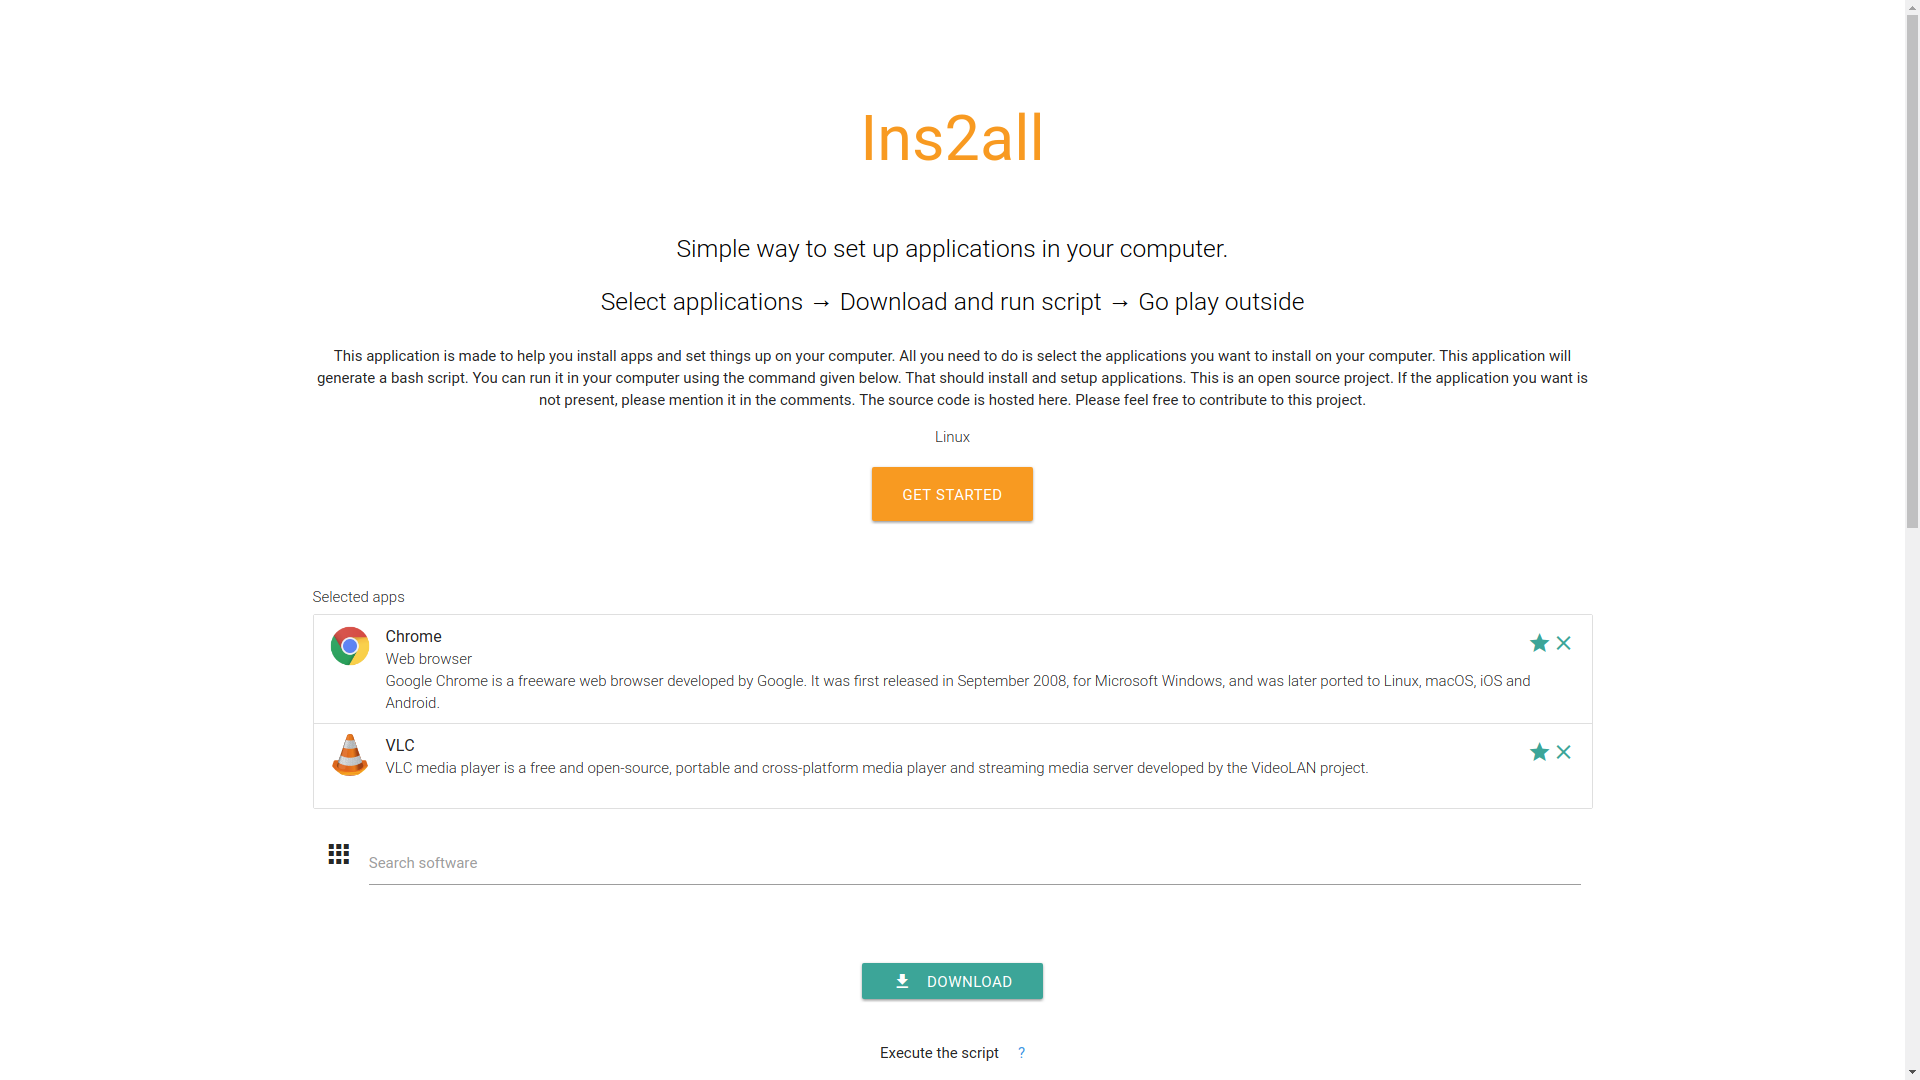 Ins2all
Simple way to set up applications in your computer.
Select applications → Download and run script → Go play outside
This application is made to help you install apps and set things up on your computer. All you need to do is select the applications you want to install on your computer. This application will
generate a bash script. You can run it in your computer using the command given below. That should install and setup applications. This is an open source project. If the application you want is
not present, please mention it in the comments. The source code is hosted here. Please feel free to contribute to this project.
Linux
GET STARTED
Selected apps
Chrome
Web browser
Google Chrome is a freeware web browser developed by Google. It was first released in September 2008, for Microsoft Windows, and was later ported to Linux, macOS, iOS and
Android.
VLC
VLC media player is a free and open-source, portable and cross-platform media player and streaming media server developed by the VideoLAN project.
Search software
DOWNLOAD
Execute the script ?